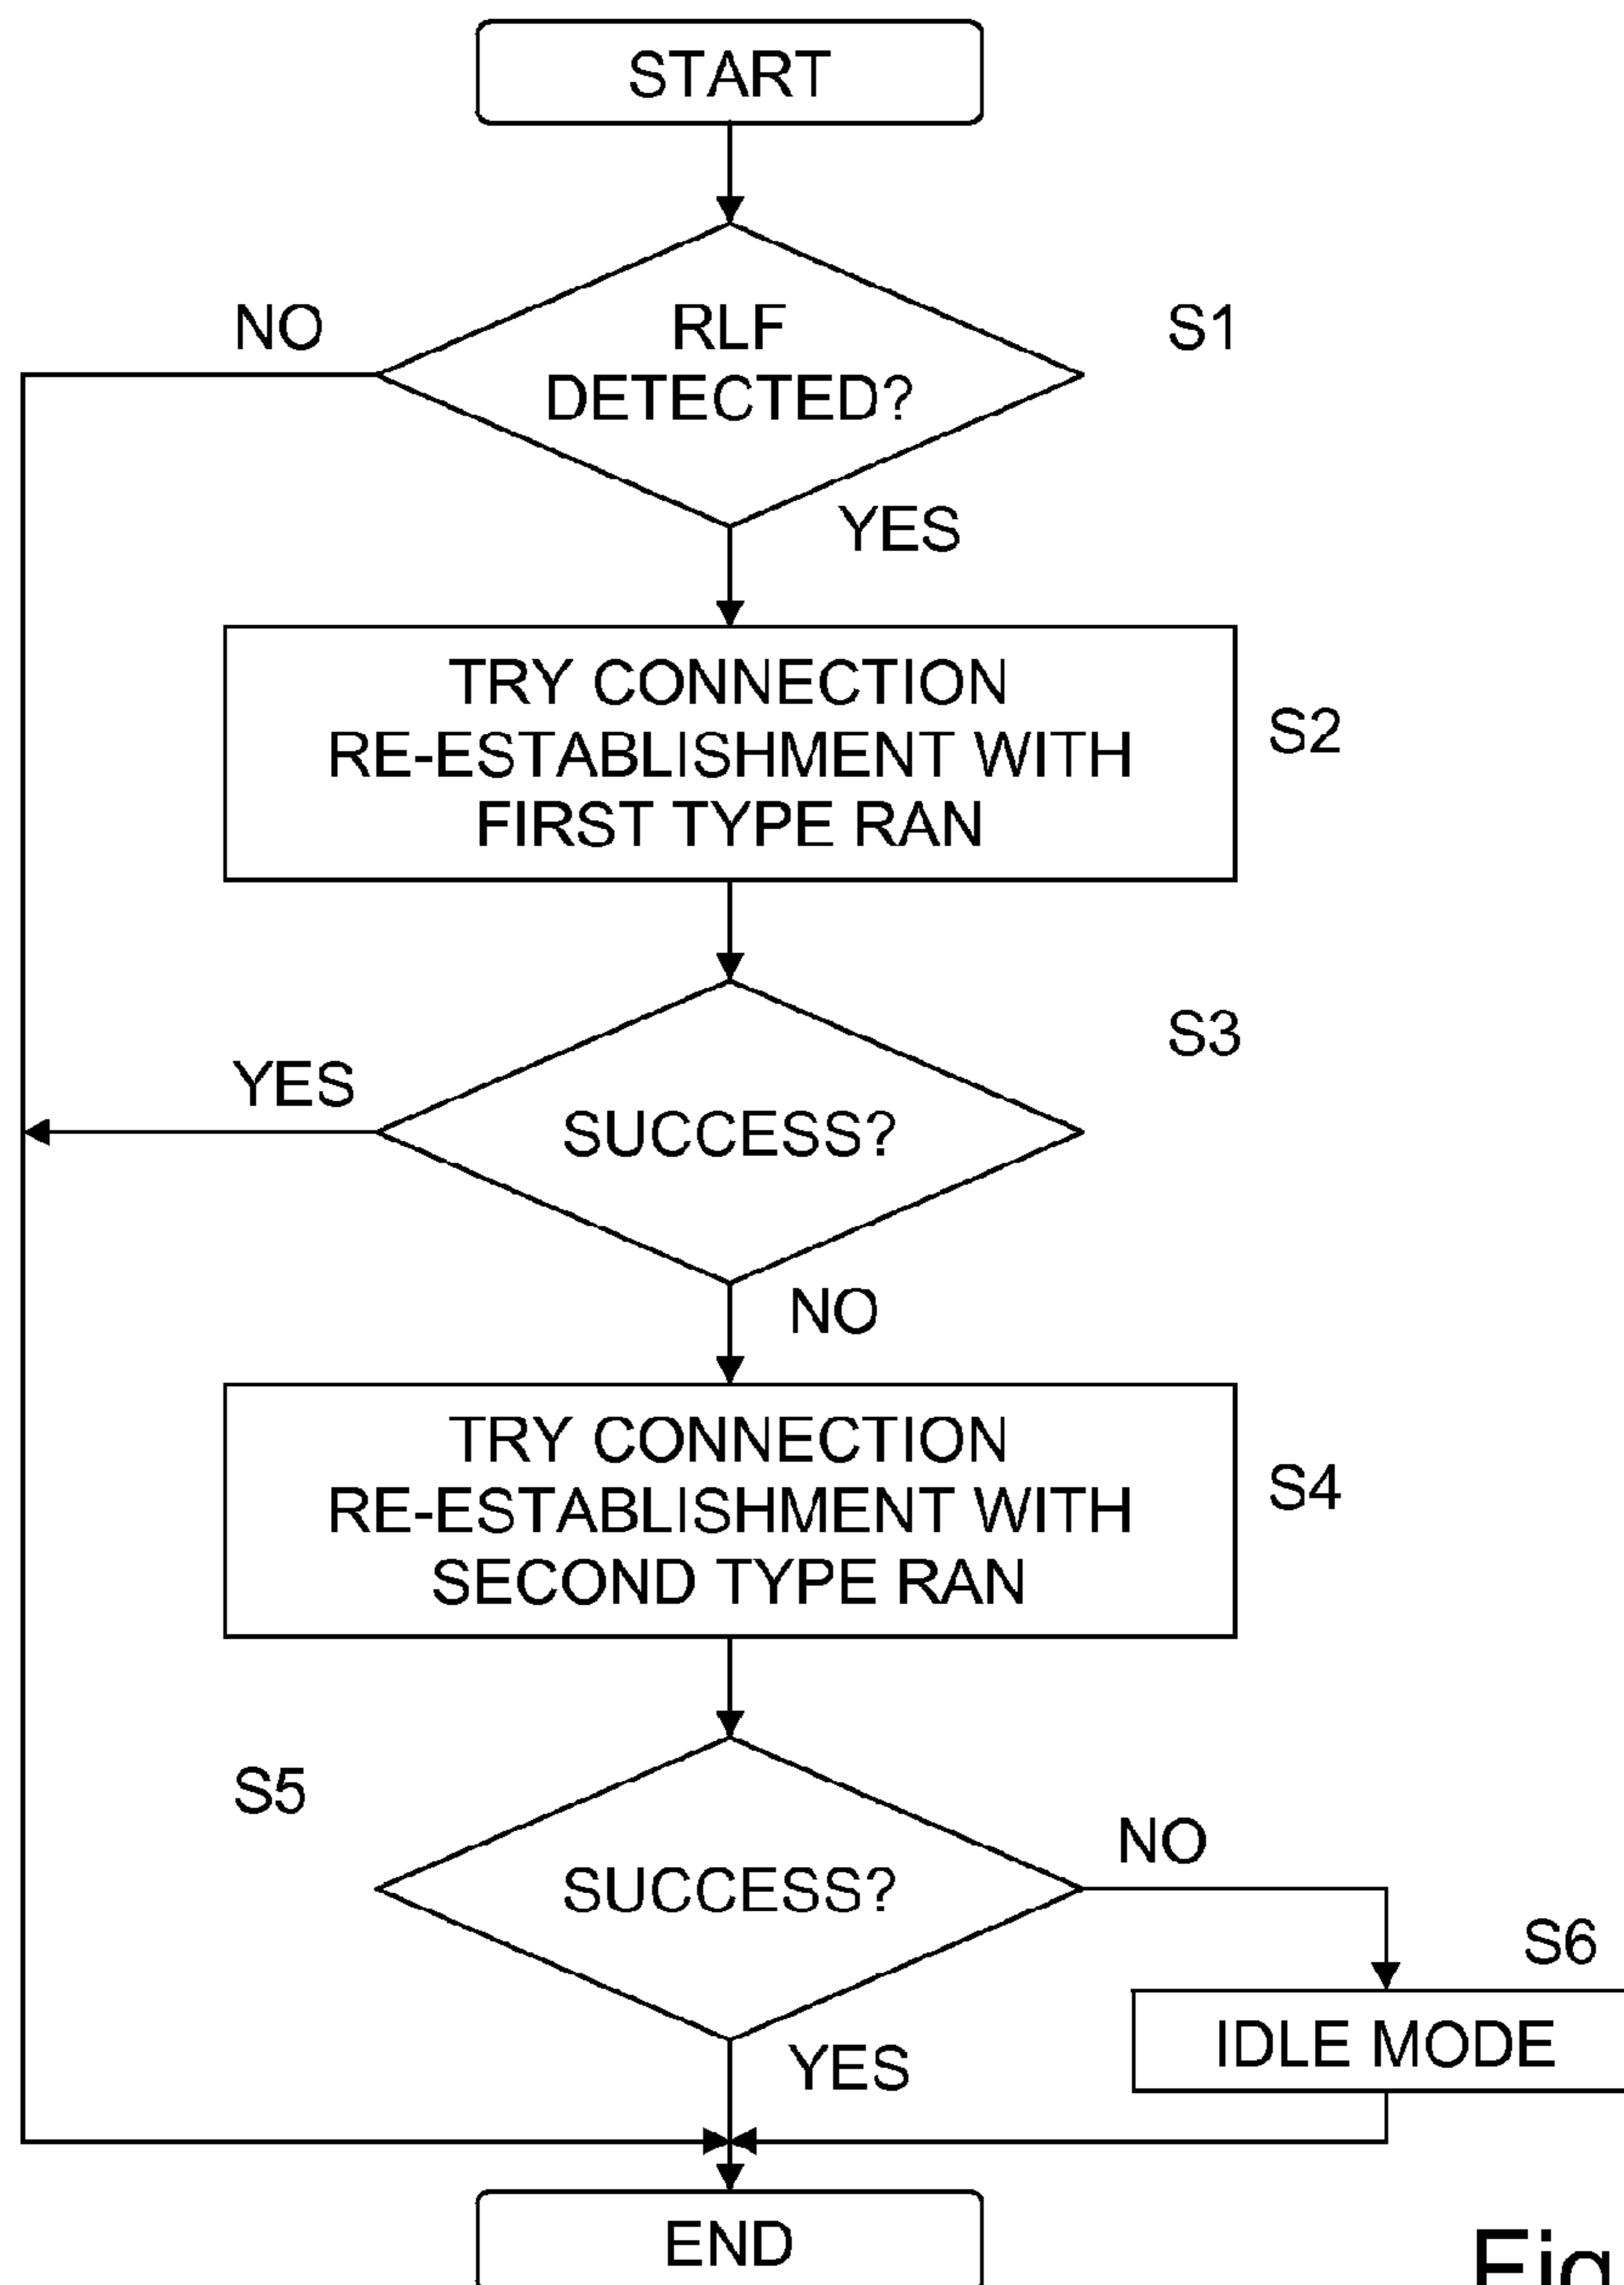 START
NO
RLF
DETECTED?
S1
YES
TRY CONNECTION
RE-ESTABLISHMENT WITH
FIRST TYPE RAN
S2
S3
YES
SUCCESS?
NO
TRY CONNECTION
RE-ESTABLISHMENT WITH
SECOND TYPE RAN
S4
S5
NO
SUCCESS?
S6
IDLE MODE
YES
END
Fig